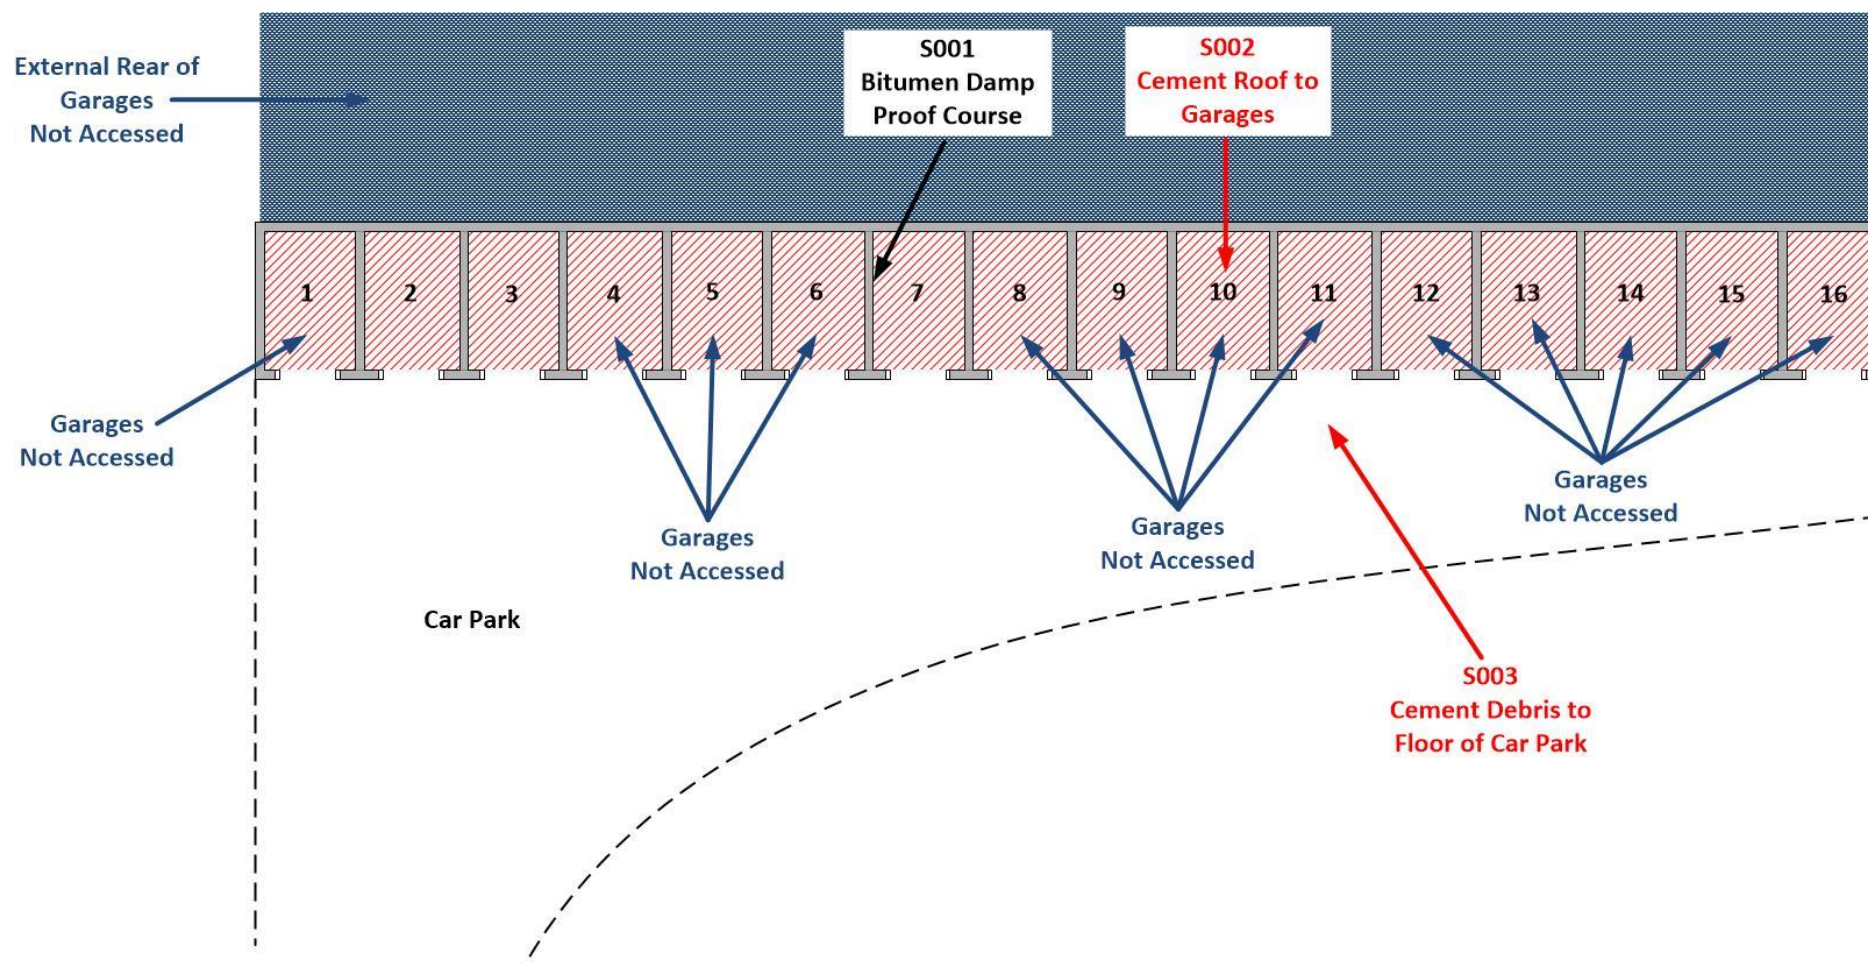 External Rear of
Garages
Not Accessed
S001
Bitumen Damp
Proof Course
S002
Cement Roof to
Garages
1 2 3 4 5 6 7 8 9 10 11 12 13 14 15 16
Garages
Not Accessed
Garages
Not Accessed
Garages
Not Accessed
Garages
Not Accessed
Car Park
S003
Cement Debris to
Floor of Car Park